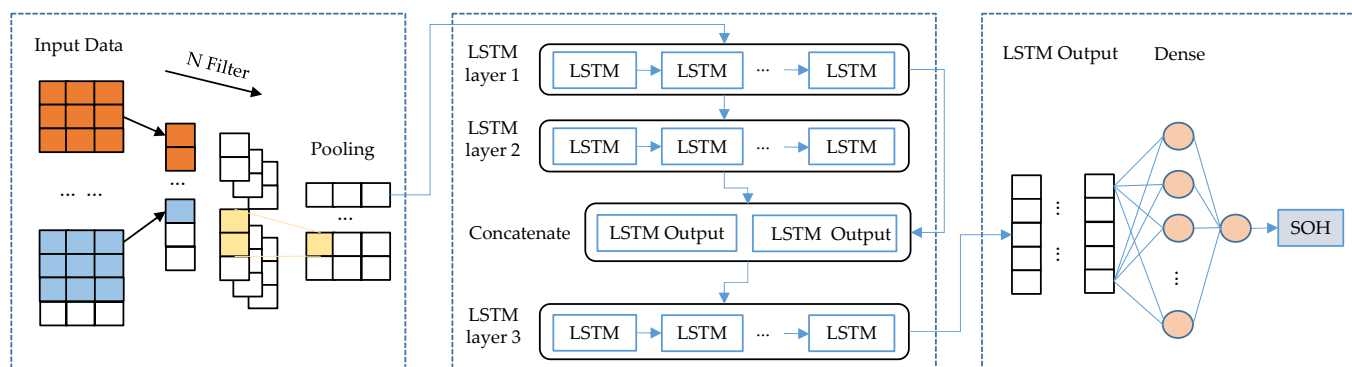 Input Data
N Filter
... ...
...
Pooling
...
LSTM
layer 1
LSTM LSTM ... LSTM
LSTM
layer 2
LSTM LSTM ... LSTM
Concatenate
LSTM Output LSTM Output
LSTM
layer 3
LSTM LSTM ... LSTM
LSTM Output
Dense
...
...
...
SOH